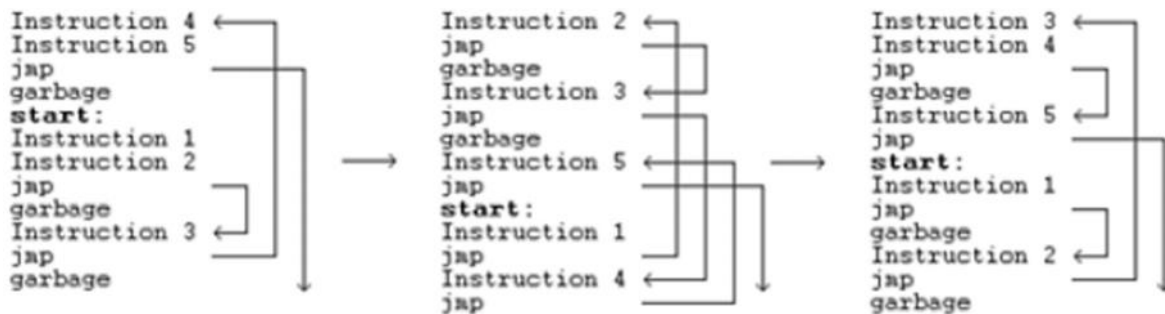 Instruction 4
Instruction 5
jmp
garbage
start:
Instruction 1
Instruction 2
jmp
garbage
Instruction 3
jmp
garbage
Instruction 2
jmp
garbage
Instruction 3
jmp
garbage
Instruction 5
jmp
start:
Instruction 1
jmp
Instruction 4
jmp
Instruction 3
Instruction 4
jmp
garbage
Instruction 5
jmp
start:
Instruction 1
jmp
garbage
Instruction 2
jmp
garbage